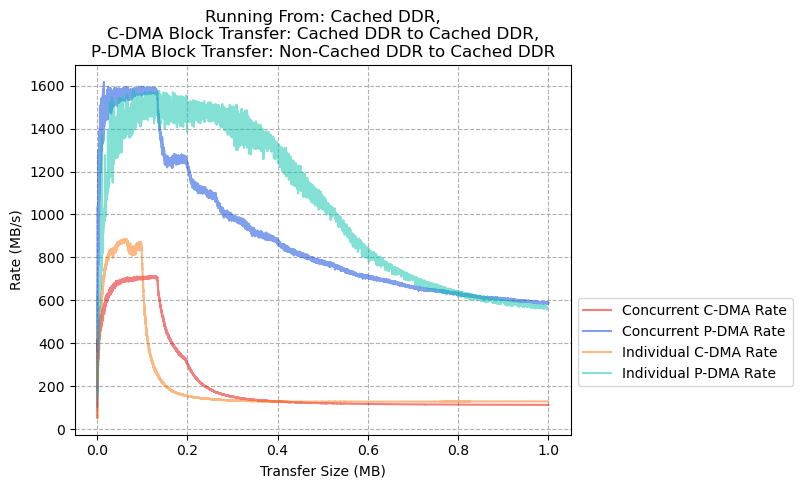 Running From: Cached DDR,
C-DMA Block Transfer: Cached DDR to Cached DDR,
P-DMA Block Transfer: Non-Cached DDR to Cached DDR
1600
1400
1200
1000
800
600
400
200
0
Rate (MB/s)
0.0 0.2 0.4 0.6 0.8 1.0
Transfer Size (MB)
Concurrent C-DMA Rate
Concurrent P-DMA Rate
Individual C-DMA Rate
Individual P-DMA Rate